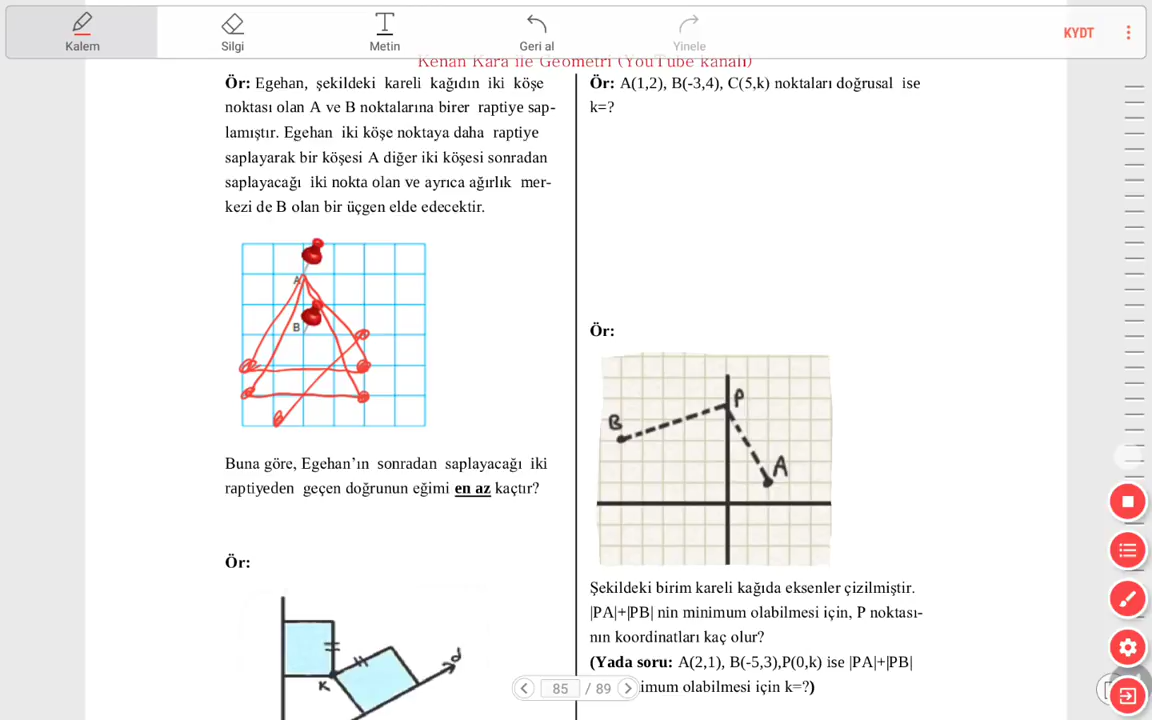 Kalem
Silgi
Metin
Geri al
Yinele
KYDT
Kenan Kara ile Geometri (YouTube kanalı)
Ör: Egehan, şekildeki kareli kağıdın iki köşe
noktası olan A ve B noktalarına birer raptiye sap-
lamıştır. Egehan iki köşe noktaya daha raptiye
saplayarak bir köşesi A diğer iki köşesi sonradan
saplayacağı iki nokta olan ve ayrıca ağırlık mer-
kezi de B olan bir üçgen elde edecektir.
A
B
Buna göre, Egehan’ın sonradan saplayacağı iki
raptiyeden geçen doğrunun eğimi en az kaçtır?
Ör:
K
d
Ör: A(1,2), B(-3,4), C(5,k) noktaları doğrusal ise
k=?
Ör:
P
B
A
Şekildeki birim kareli kağıda eksenler çizilmiştir.
|PA|+|PB| nin minimum olabilmesi için, P noktası-
nın koordinatları kaç olur?
(Yada soru: A(2,1), B(-5,3),P(0,k) ise |PA|+|PB|
imum olabilmesi için k=?)
85 / 89